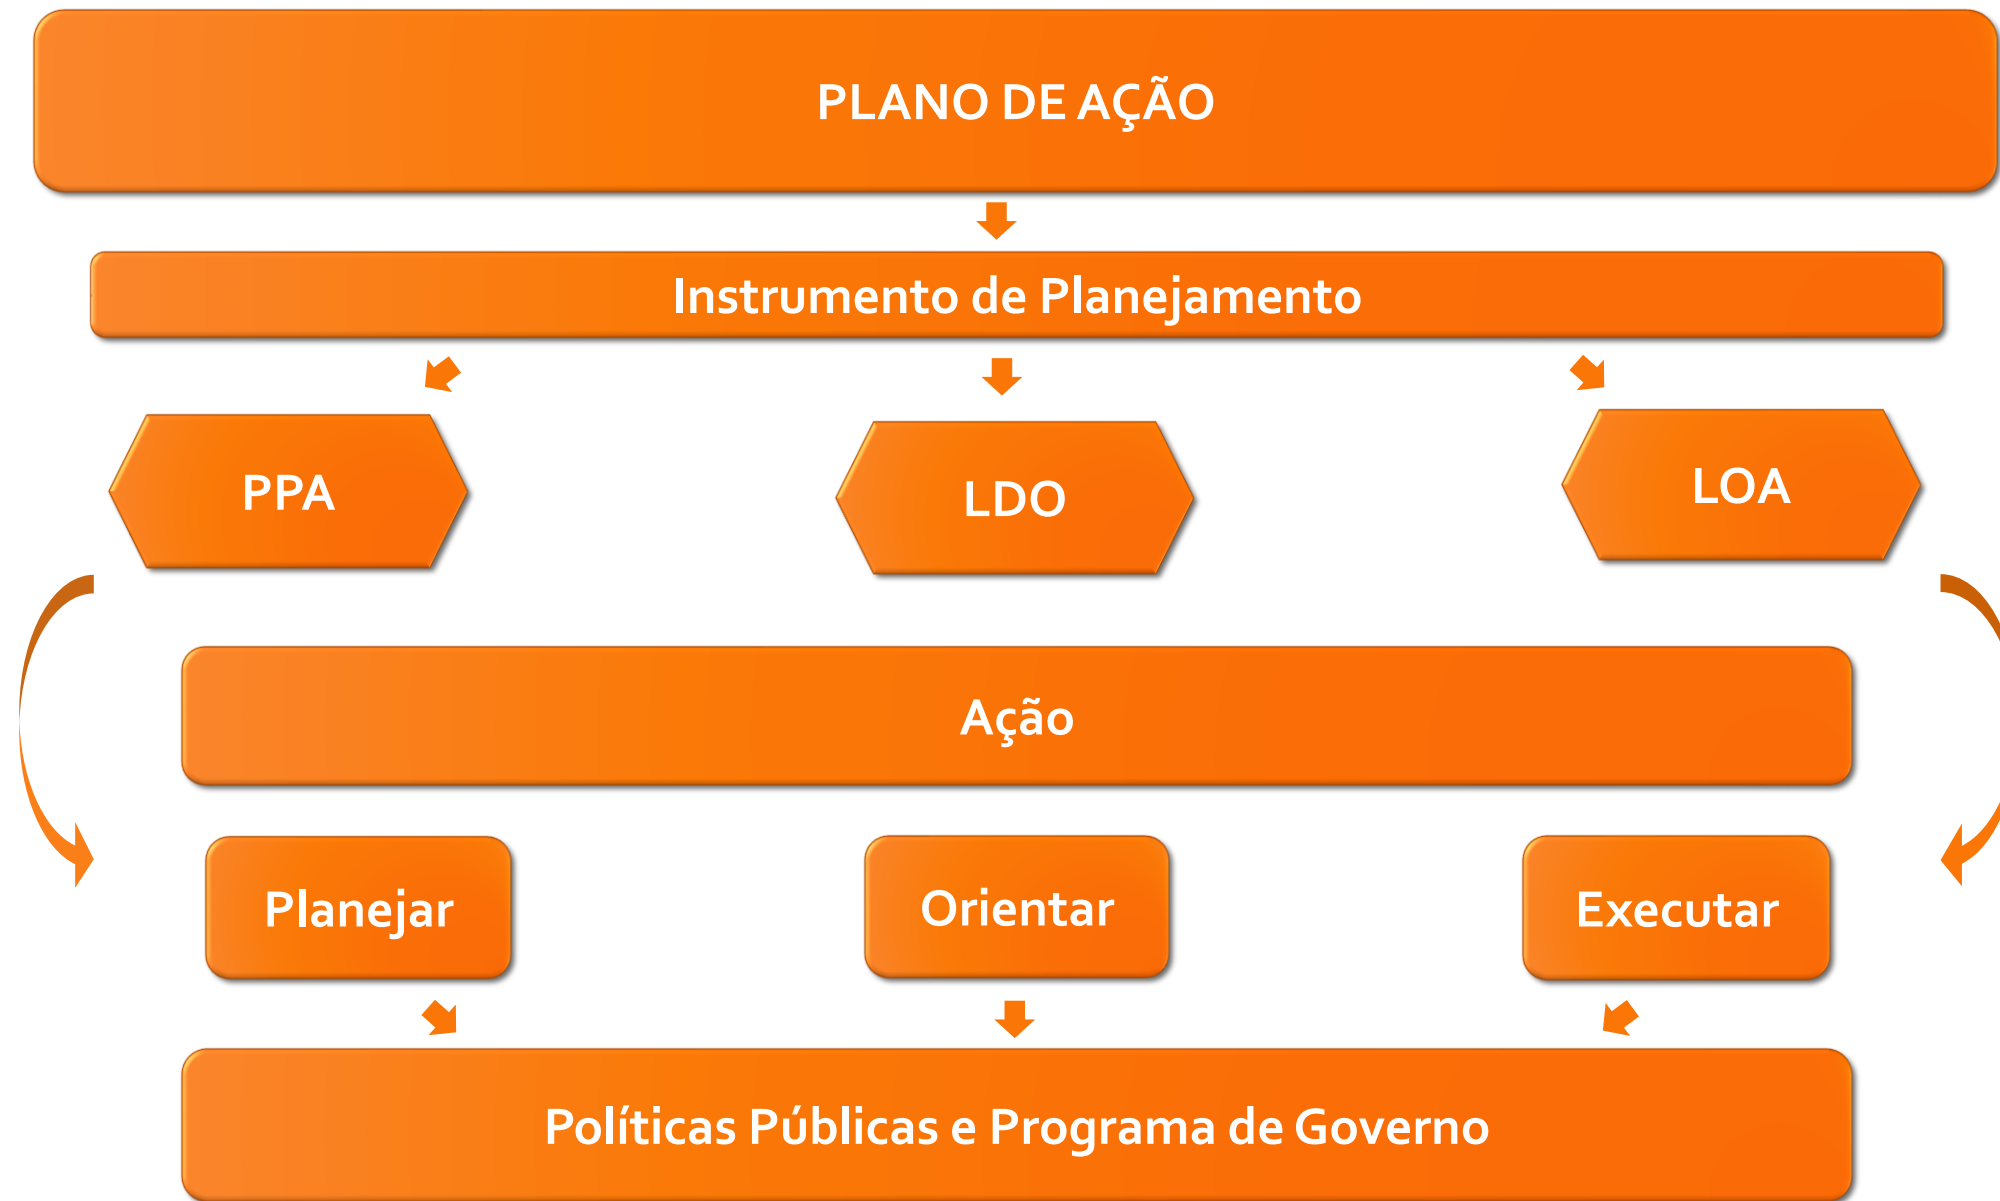 PLANO DE AÇÃO
Instrumento de Planejamento
PPA
LDO
LOA
Ação
Planejar
Orientar
Executar
Políticas Públicas e Programa de Governo